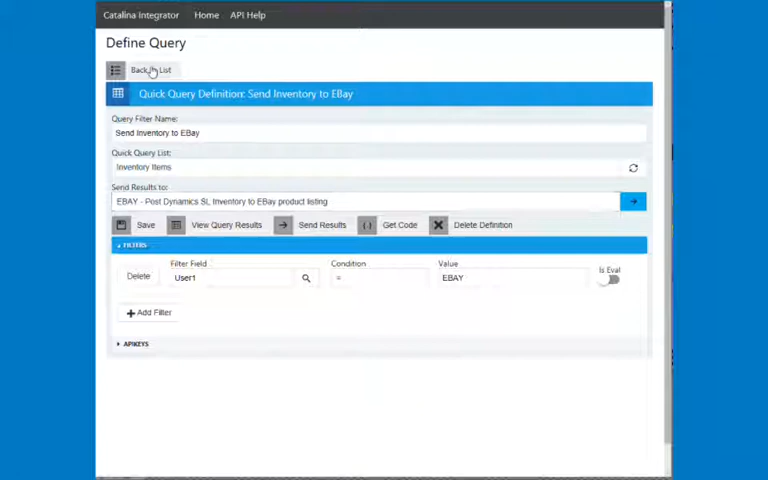 Catalina Integrator Home API Help
Define Query
Back to List
Quick Query Definition: Send Inventory to EBay
Query Filter Name:
Send Inventory to EBay
Quick Query List:
Inventory Items
Send Results to:
EBAY - Post Dynamics SL Inventory to EBay product listing
Save View Query Results Send Results Get Code Delete Definition
FILTERS
Filter Field Condition Value Is Eval
Delete User1 = EBAY
Add Filter
APIKEYS